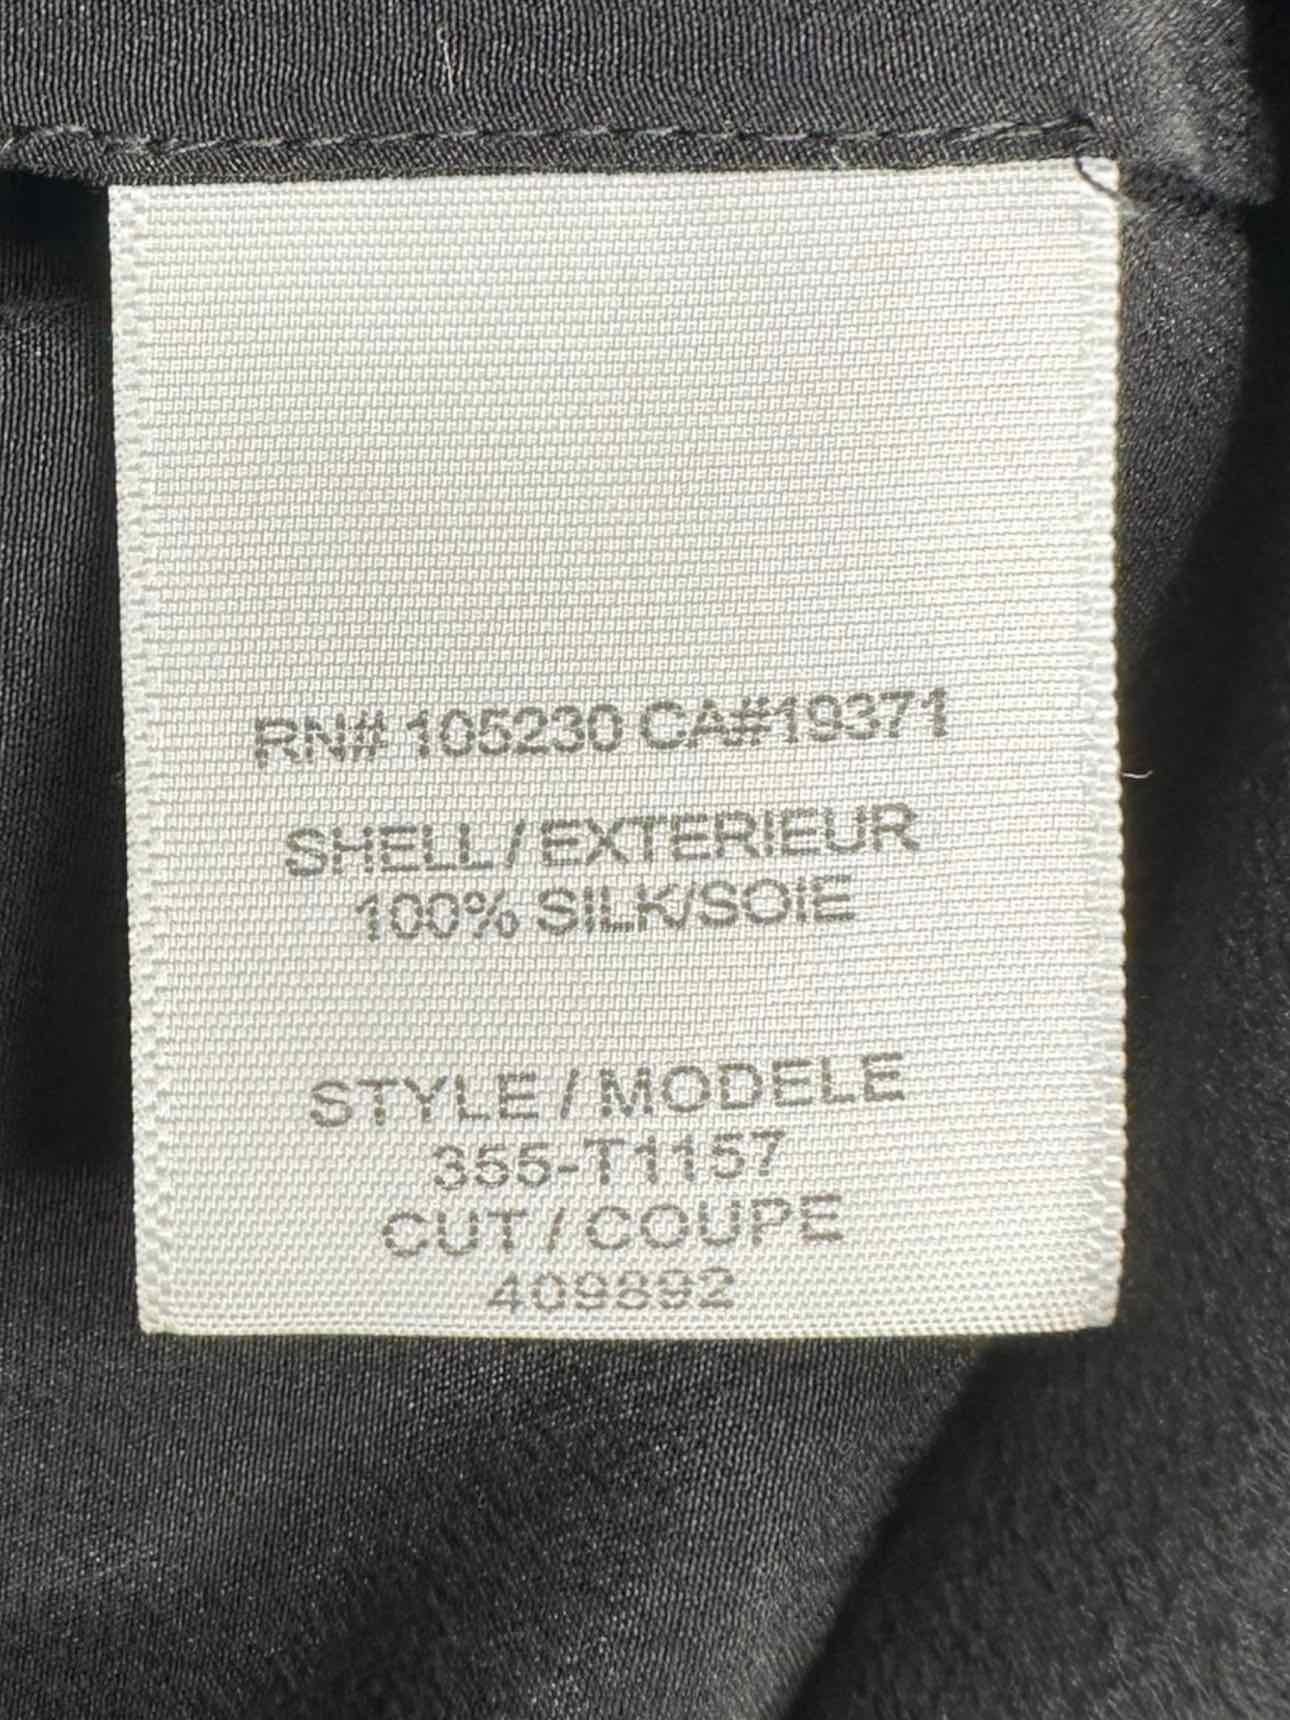 RN# 105230 CA#19371
SHELL / EXTERIEUR
100% SILK/SOIE
STYLE / MODELE
355-T1157
CUT / COUPE
409892